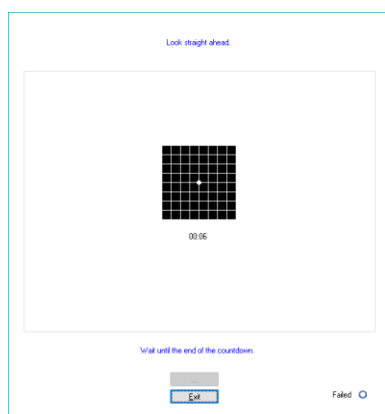 Look straight ahead.
00:06
Wait until the end of the countdown.
...
Exit
Failed